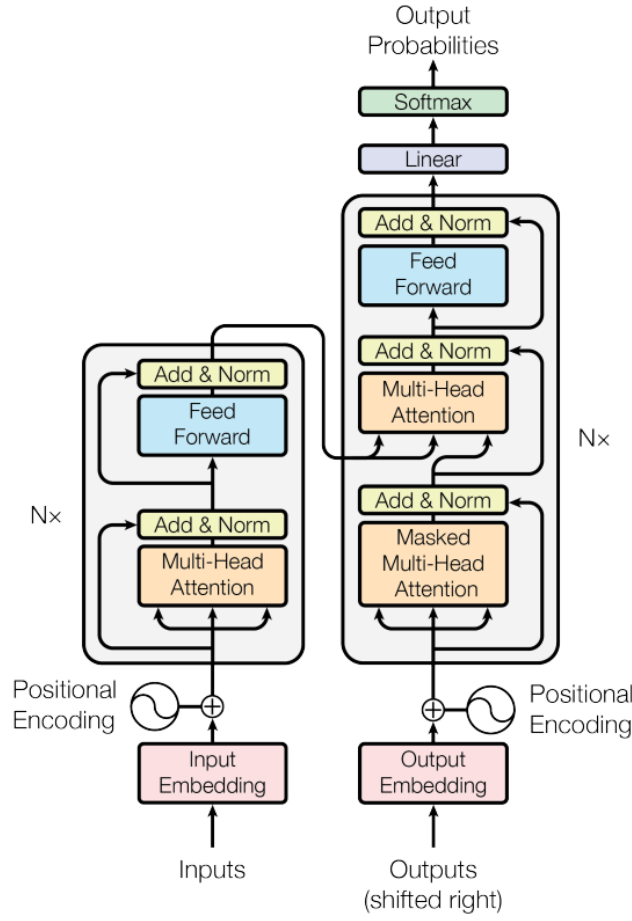 Output
Probabilities
Softmax
Linear
Add & Norm
Feed
Forward
Add & Norm
Multi-Head
Attention
Add & Norm
Masked
Multi-Head
Attention
N×
Add & Norm
Feed
Forward
Add & Norm
Multi-Head
Attention
N×
Positional
Encoding
Positional
Encoding
Input
Embedding
Output
Embedding
Inputs
Outputs
(shifted right)